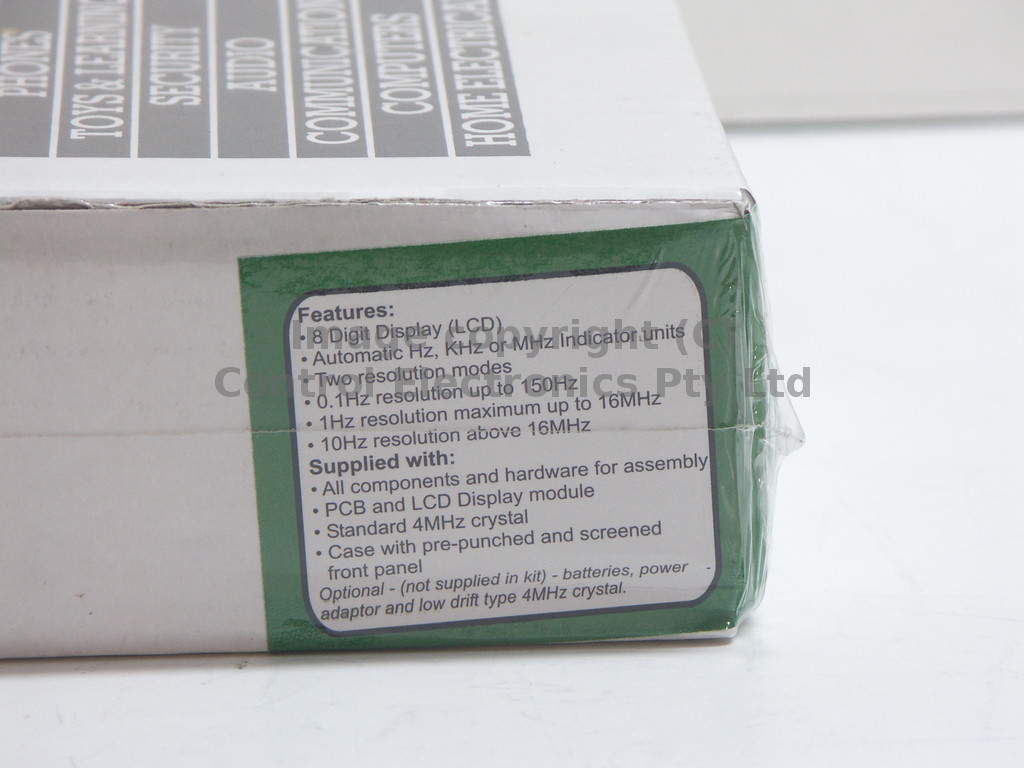 PHONES
TOYS & LEARNING
SECURITY
AUDIO
COMMUNICATION
COMPUTERS
HOME ELECTRICAL
Features:
• 8 Digit Display (LCD)
• Automatic Hz, KHz or MHz Indicator units
• Two resolution modes
• 0.1Hz resolution up to 150Hz
• 1Hz resolution maximum up to 16MHz
• 10Hz resolution above 16MHz
Supplied with:
• All components and hardware for assembly
• PCB and LCD Display module
• Standard 4MHz crystal
• Case with pre-punched and screened
front panel
Optional - (not supplied in kit) - batteries, power -
adaptor and low drift type 4MHz crystal.
Image copyright (C)
Control Electronics Pty Ltd